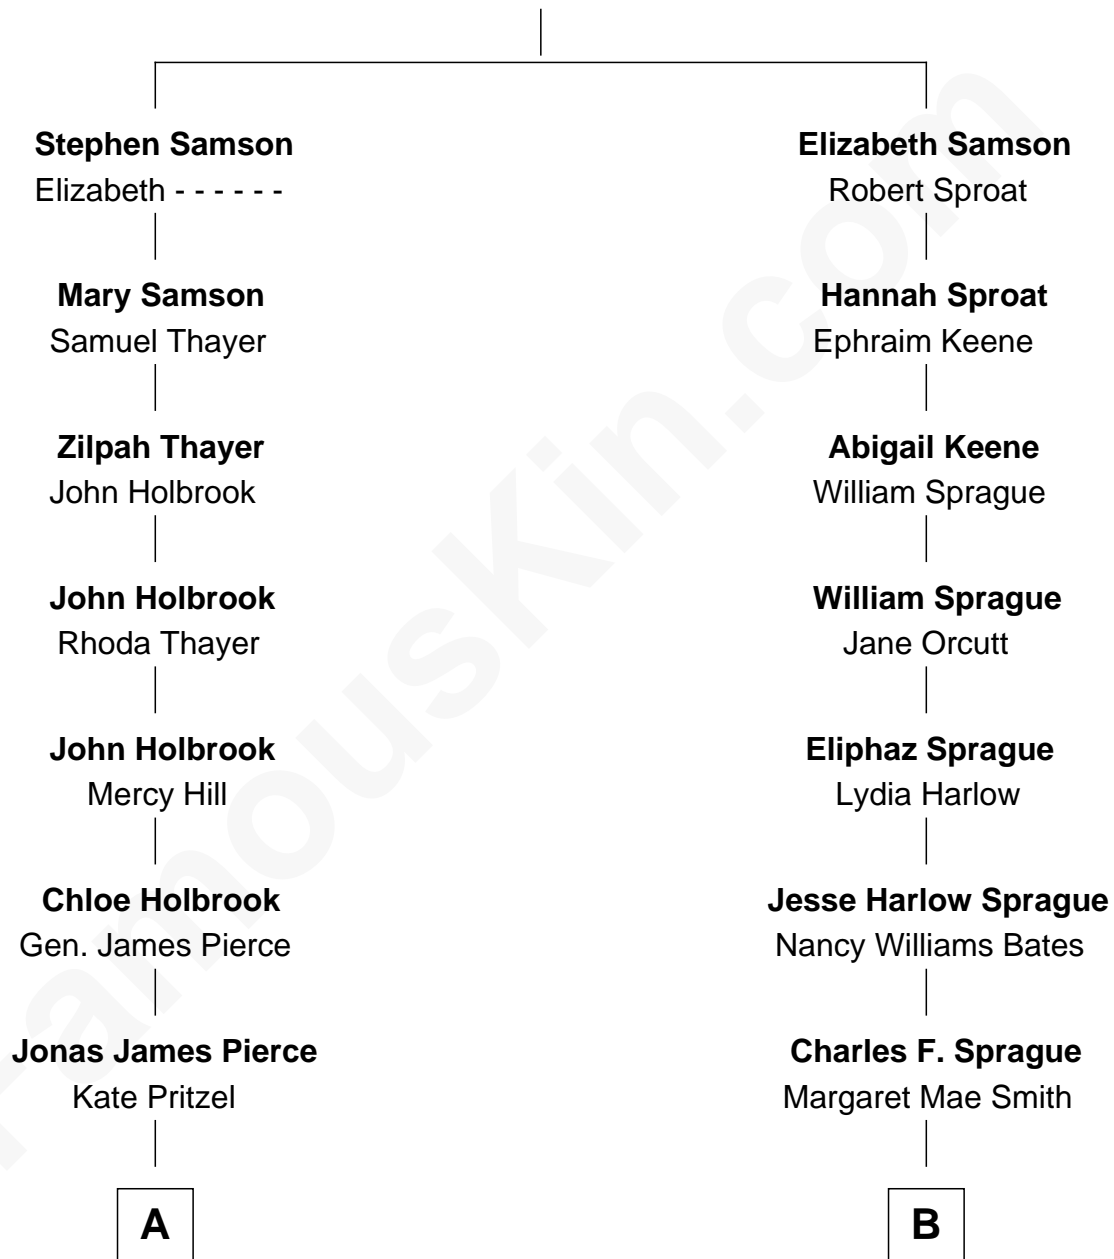 Stephen Samson
Elizabeth - - - - - -
Mary Samson
Samuel Thayer
Zilpah Thayer
John Holbrook
John Holbrook
Rhoda Thayer
John Holbrook
Mercy Hill
Chloe Holbrook
Gen. James Pierce
Jonas James Pierce
Kate Pritzel
A
Elizabeth Samson
Robert Sproat
Hannah Sproat
Ephraim Keene
Abigail Keene
William Sprague
William Sprague
Jane Orcutt
Eliphaz Sprague
Lydia Harlow
Jesse Harlow Sprague
Nancy Williams Bates
Charles F. Sprague
Margaret Mae Smith
B
FamousKin.com